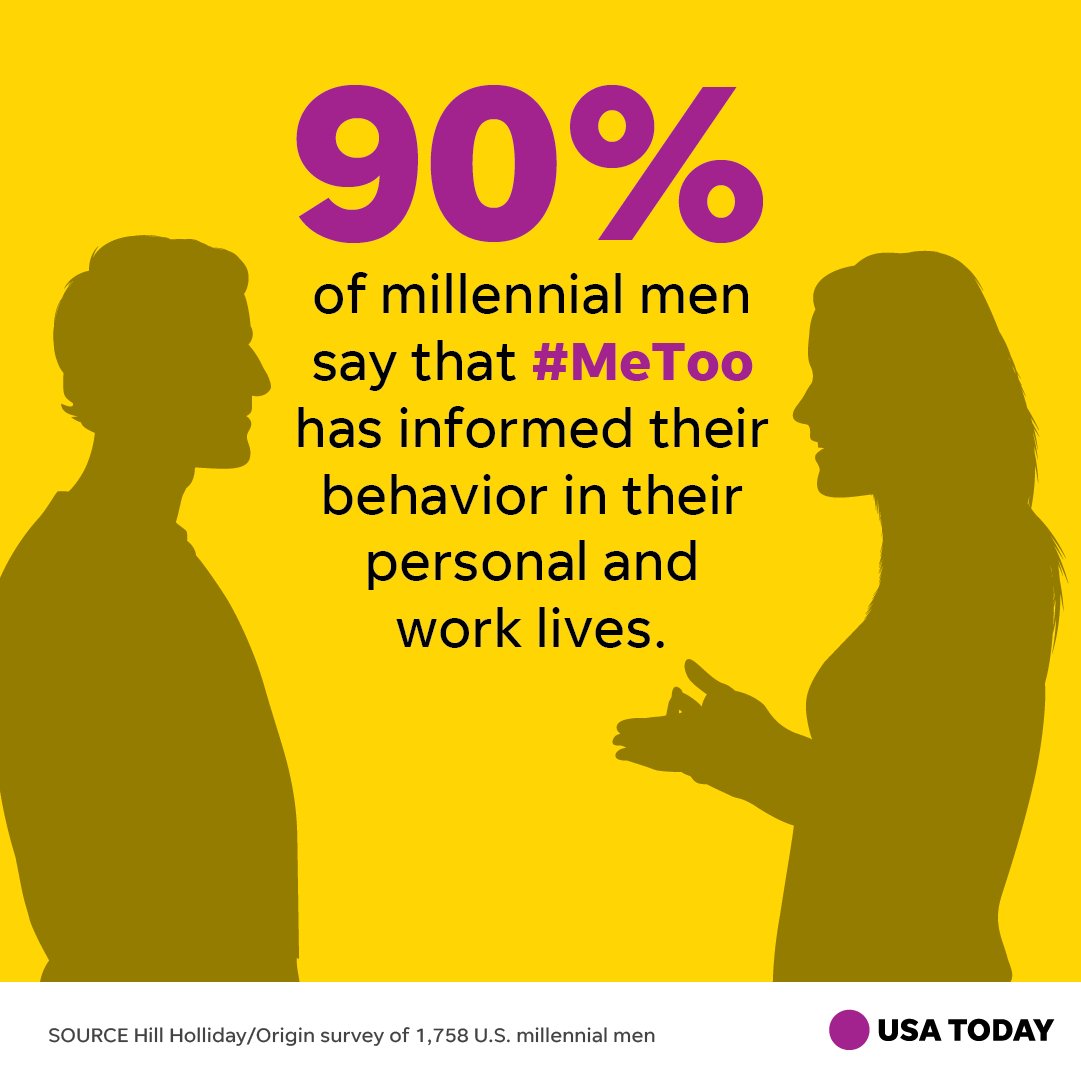 90%
of millennial men
say that #MeToo
has informed their
behavior in their
personal and
work lives.
SOURCE Hill Holliday/Origin survey of 1,758 U.S. millennial men
USA TODAY